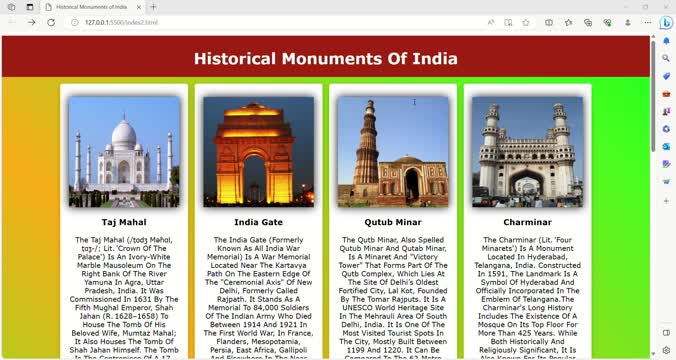 Historical Monuments of India
127.0.0.1:5500/index2.html
Historical Monuments Of India
Taj Mahal
The Taj Mahal (/ˌtɑːdʒ Məˈhɑːl,
ˌtɑːʒ-/; Lit. 'Crown Of The
Palace') Is An Ivory-White
Marble Mausoleum On The
Right Bank Of The River
Yamuna In Agra, Uttar
Pradesh, India. It Was
Commissioned In 1631 By The
Fifth Mughal Emperor, Shah
Jahan (R. 1628–1658) To
House The Tomb Of His
Beloved Wife, Mumtaz Mahal;
It Also Houses The Tomb Of
Shah Jahan Himself. The Tomb
Is The Centrepiece Of A 17-
India Gate
The India Gate (Formerly
Known As All India War
Memorial) Is A War Memorial
Located Near The Kartavya
Path On The Eastern Edge Of
The "Ceremonial Axis" Of New
Delhi, Formerly Called
Rajpath. It Stands As A
Memorial To 84,000 Soldiers
Of The Indian Army Who Died
Between 1914 And 1921 In
The First World War, In France,
Flanders, Mesopotamia,
Persia, East Africa, Gallipoli
And Elsewhere In The Near
Qutub Minar
The Qutb Minar, Also Spelled
Qutub Minar And Qutab Minar,
Is A Minaret And "Victory
Tower" That Forms Part Of The
Qutb Complex, Which Lies At
The Site Of Delhi's Oldest
Fortified City, Lal Kot, Founded
By The Tomar Rajputs. It Is A
UNESCO World Heritage Site
In The Mehrauli Area Of South
Delhi, India. It Is One Of The
Most Visited Tourist Spots In
The City, Mostly Built Between
1199 And 1220. It Can Be
Compared To The 62-Metre
Charminar
The Charminar (Lit. 'Four
Minarets') Is A Monument
Located In Hyderabad,
Telangana, India. Constructed
In 1591, The Landmark Is A
Symbol Of Hyderabad And
Officially Incorporated In The
Emblem Of Telangana.The
Charminar's Long History
Includes The Existence Of A
Mosque On Its Top Floor For
More Than 425 Years. While
Both Historically And
Religiously Significant, It Is
Also Known For Its Popular